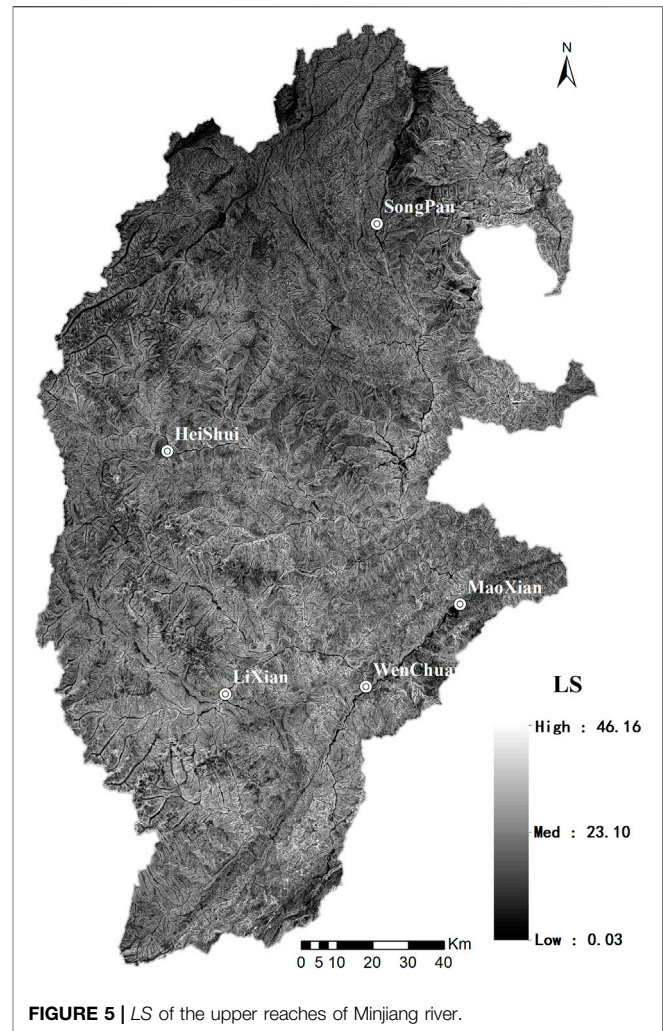 N
SongPan
HeiShui
MaoXian
WenChuan
LiXian
LS
High : 46.16
Med : 23.10
Low : 0.03
Km
0 5 10 20 30 40
FIGURE 5 | LS of the upper reaches of Minjiang river.